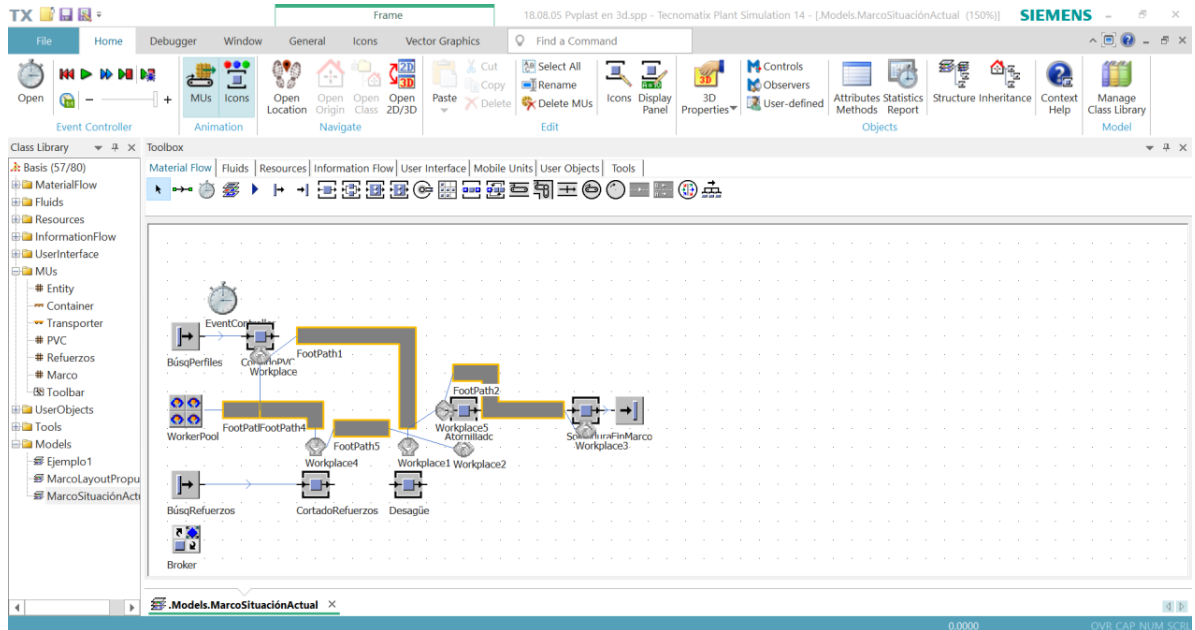 TX
Frame
18.08.05 Pvplast en 3d.spp - Tecnomatix Plant Simulation 14 - [.Models.MarcoSituaciónActual (150%)]
SIEMENS
File Home Debugger Window General Icons Vector Graphics Find a Command
Open
MUs Icons
Open Location
Open Origin
Open Class
Open 2D/3D
Paste
Cut
Copy
Delete
Select All
Rename
Delete MUs
Icons Display Panel
3D Properties
Controls
Observers
User-defined
Attributes Methods
Statistics Report
Structure Inheritance
Context Help
Manage Class Library
Event Controller Animation Navigate Edit Objects Model
Class Library
Toolbox
Basis (57/80)
MaterialFlow
Fluids
Resources
InformationFlow
UserInterface
MUs
Entity
Container
Transporter
PVC
Refuerzos
Marco
Toolbar
UserObjects
Tools
Models
Ejemplo1
MarcoLayoutPropu
MarcoSituaciónActu
Material Flow Fluids Resources Information Flow User Interface Mobile Units User Objects Tools
BúsqPerfiles
Workplace
FootPath1
FootPath2
WorkerPool
FootPath4
FootPath5
Workplace5
Atornilladc
FinMarco
Workplace3
Workplace4
Workplace1
Workplace2
BúsqRefuerzos
CortadoRefuerzos
Desagüe
Broker
.Models.MarcoSituaciónActual
0.0000
OVR CAP NUM SCRL